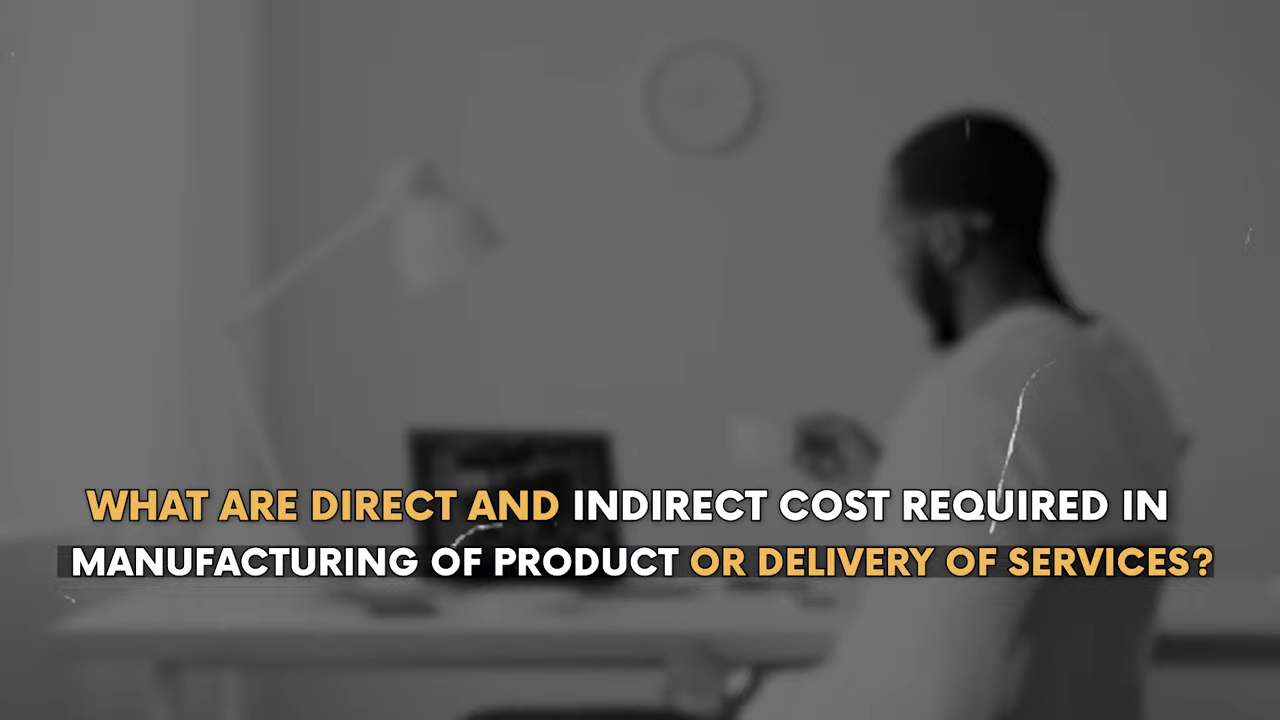 WHAT ARE DIRECT AND INDIRECT COST REQUIRED IN
MANUFACTURING OF PRODUCT OR DELIVERY OF SERVICES?